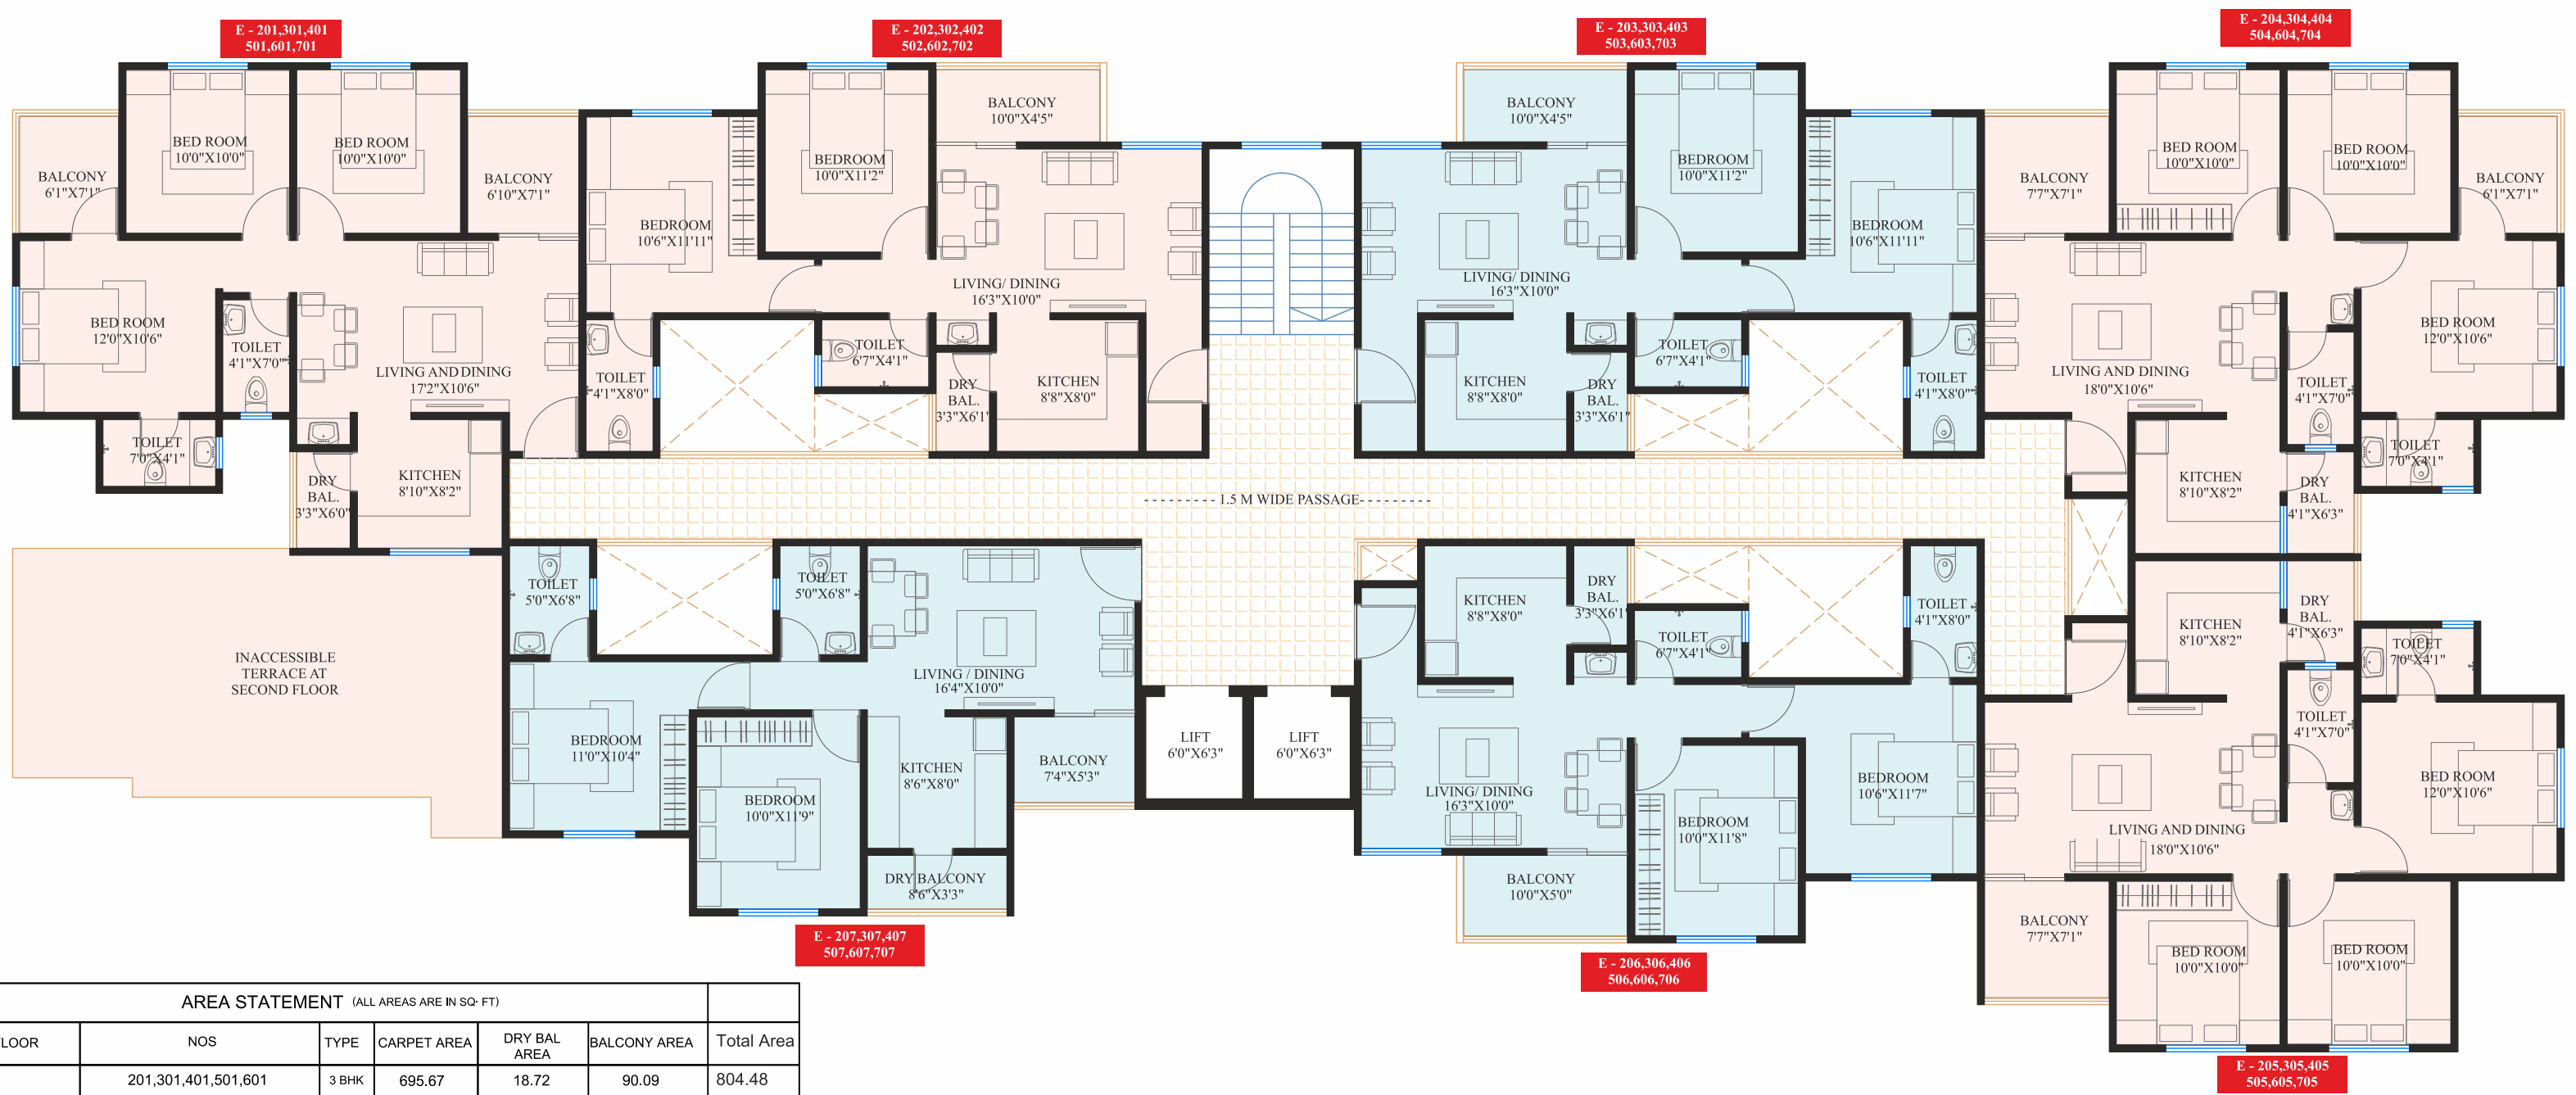 E - 201,301,401
501,601,701
E - 202,302,402
502,602,702
E - 203,303,403
503,603,703
E - 204,304,404
504,604,704
BALCONY
6'1"X7'1"
BED ROOM
10'0"X10'0"
BED ROOM
10'0"X10'0"
BALCONY
6'10"X7'1"
BED ROOM
12'0"X10'6"
TOILET
4'1"X7'0"
LIVING AND DINING
17'2"X10'6"
TOILET
7'0"X4'1"
DRY
BAL.
3'3"X6'0"
KITCHEN
8'10"X8'2"
BEDROOM
10'6"X11'11"
BEDROOM
10'0"X11'2"
BALCONY
10'0"X4'5"
LIVING/ DINING
16'3"X10'0"
TOILET
4'1"X8'0"
TOILET
6'7"X4'1"
DRY
BAL.
3'3"X6'1"
KITCHEN
8'8"X8'0"
BALCONY
10'0"X4'5"
BEDROOM
10'0"X11'2"
BEDROOM
10'6"X11'11"
LIVING/ DINING
16'3"X10'0"
KITCHEN
8'8"X8'0"
DRY
BAL.
3'3"X6'1"
TOILET
6'7"X4'1"
TOILET
4'1"X8'0"
BALCONY
7'7"X7'1"
BED ROOM
10'0"X10'0"
BED ROOM
10'0"X10'0"
BALCONY
6'1"X7'1"
LIVING AND DINING
18'0"X10'6"
BED ROOM
12'0"X10'6"
TOILET
4'1"X7'0"
TOILET
7'0"X4'1"
KITCHEN
8'10"X8'2"
DRY
BAL.
4'1"X6'3"
1.5 M WIDE PASSAGE
INACCESSIBLE
TERRACE AT
SECOND FLOOR
TOILET
5'0"X6'8"
TOILET
5'0"X6'8"
LIVING / DINING
16'4"X10'0"
BEDROOM
11'0"X10'4"
BEDROOM
10'0"X11'9"
KITCHEN
8'6"X8'0"
BALCONY
7'4"X5'3"
DRY BALCONY
8'6"X3'3"
LIFT
6'0"X6'3"
LIFT
6'0"X6'3"
KITCHEN
8'8"X8'0"
DRY
BAL.
3'3"X6'1"
TOILET
6'7"X4'1"
TOILET
4'1"X8'0"
LIVING/ DINING
16'3"X10'0"
BEDROOM
10'0"X11'8"
BEDROOM
10'6"X11'7"
BALCONY
10'0"X5'0"
KITCHEN
8'10"X8'2"
DRY
BAL.
4'1"X6'3"
TOILET
7'0"X4'1"
TOILET
4'1"X7'0"
BED ROOM
12'0"X10'6"
LIVING AND DINING
18'0"X10'6"
BALCONY
7'7"X7'1"
BED ROOM
10'0"X10'0"
BED ROOM
10'0"X10'0"
E - 207,307,407
507,607,707
E - 206,306,406
506,606,706
E - 205,305,405
505,605,705
AREA STATEMENT (ALL AREAS ARE IN SQ· FT)
LOOR NOS TYPE CARPET AREA DRY BAL AREA BALCONY AREA Total Area
201,301,401,501,601 3 BHK 695.67 18.72 90.09 804.48